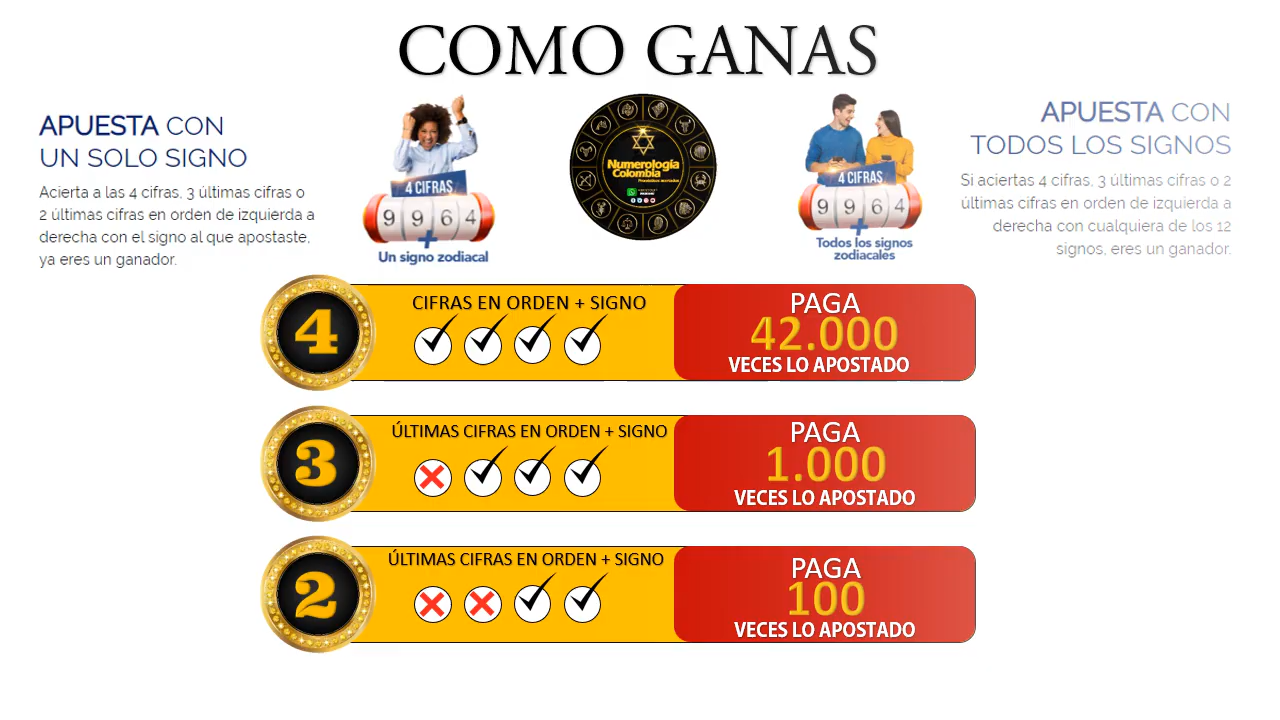 COMO GANAS
APUESTA CON
UN SOLO SIGNO
Acierta a las 4 cifras, 3 últimas cifras o
2 últimas cifras en orden de izquierda a
derecha con el signo al que apostaste,
ya eres un ganador.
4 CIFRAS
9 9 6 4
+
Un signo zodiacal
Numerología
Colombia
4 CIFRAS
9 9 6 4
+
Todos los signos
zodiacales
APUESTA CON
TODOS LOS SIGNOS
Si aciertas 4 cifras, 3 últimas cifras o 2
últimas cifras en orden de izquierda a
derecha con cualquiera de los 12
signos, eres un ganador.
4
CIFRAS EN ORDEN + SIGNO
PAGA
42.000
VECES LO APOSTADO
3
ÚLTIMAS CIFRAS EN ORDEN + SIGNO
PAGA
1.000
VECES LO APOSTADO
2
ÚLTIMAS CIFRAS EN ORDEN + SIGNO
PAGA
100
VECES LO APOSTADO